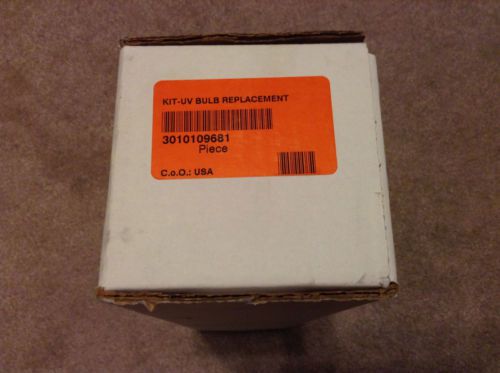 KIT-UV BULB REPLACEMENT
3010109681
Piece
C.o.O.: USA